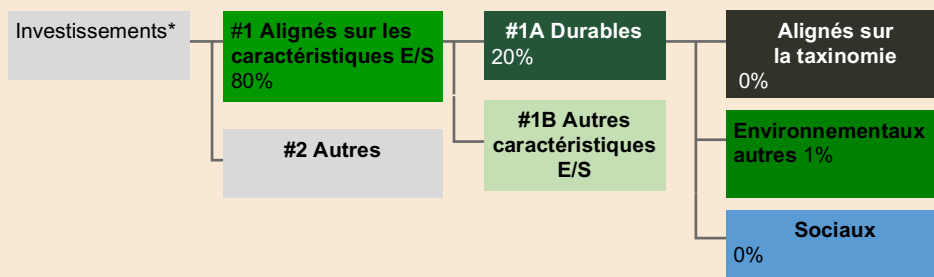 Investissements*
#1 Alignés sur les
caractéristiques E/S
80%
#2 Autres
#1A Durables
20%
#1B Autres
caractéristiques
E/S
Alignés sur
la taxinomie
0%
Environnementaux
autres 1%
Sociaux
0%